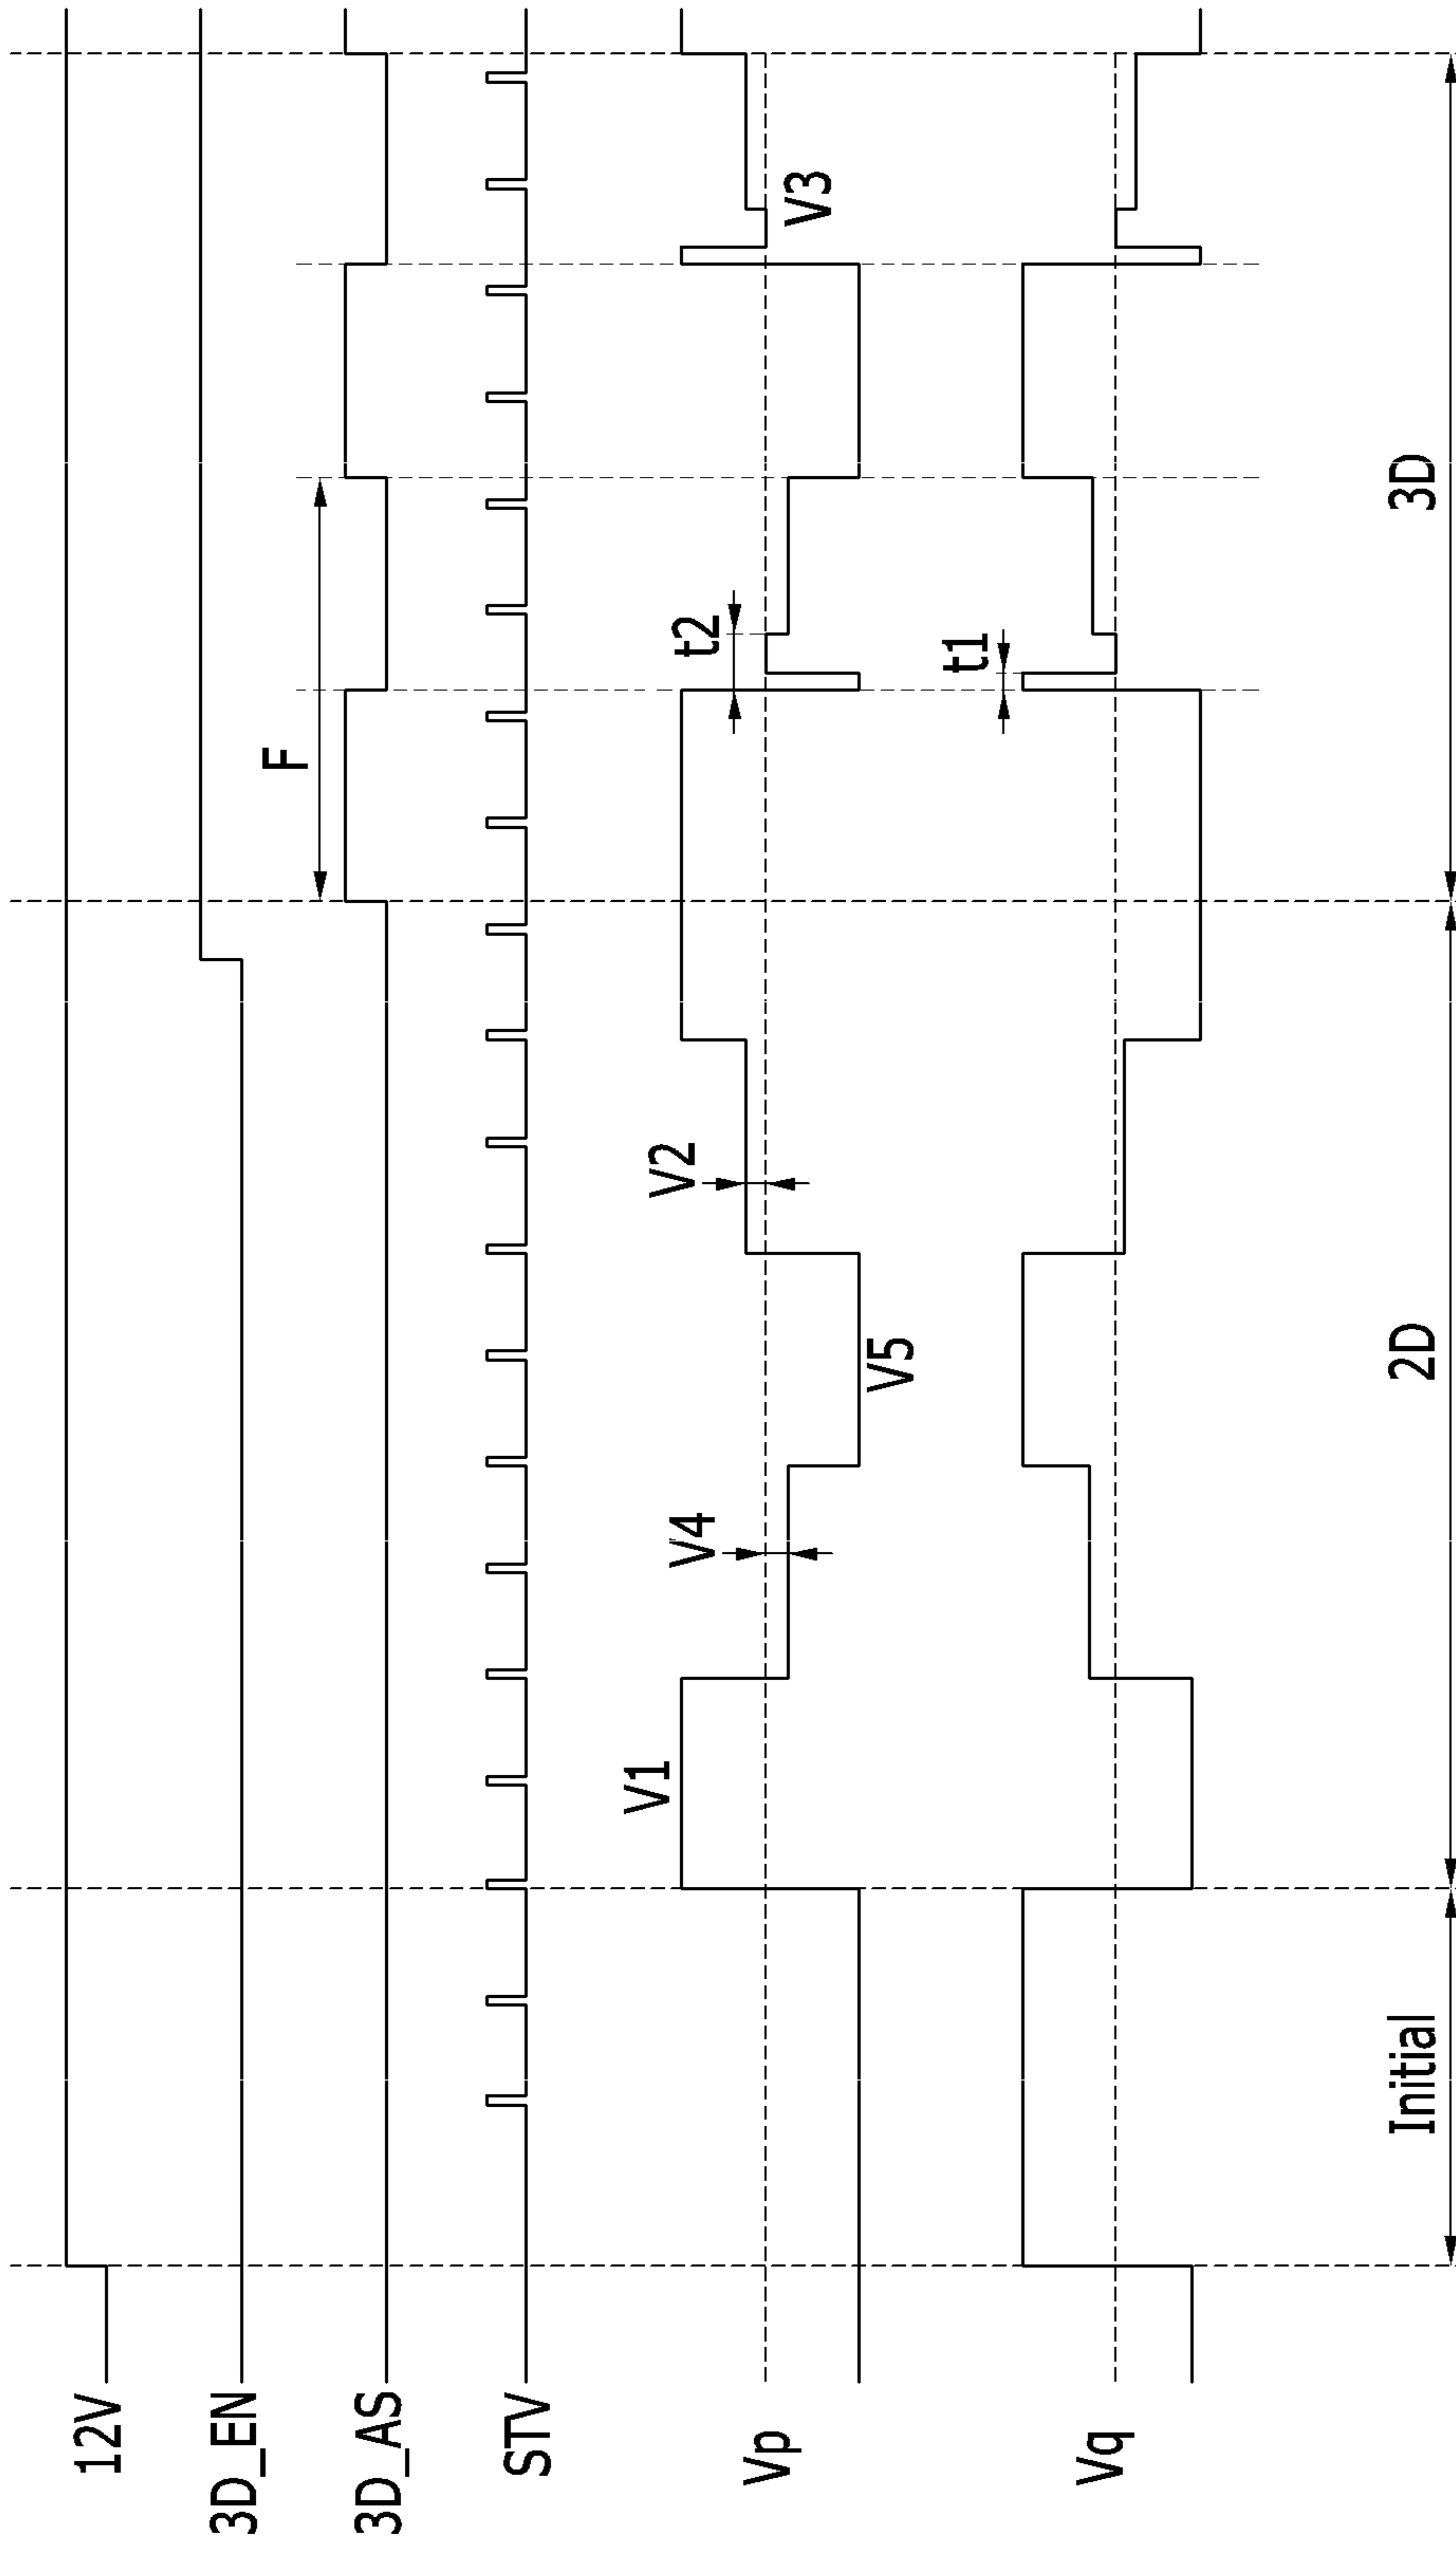 12V
3D_EN
3D_AS
F
STV
Vp
V1
V4
V5
V2
t2
V3
Vq
t1
Initial
2D
3D